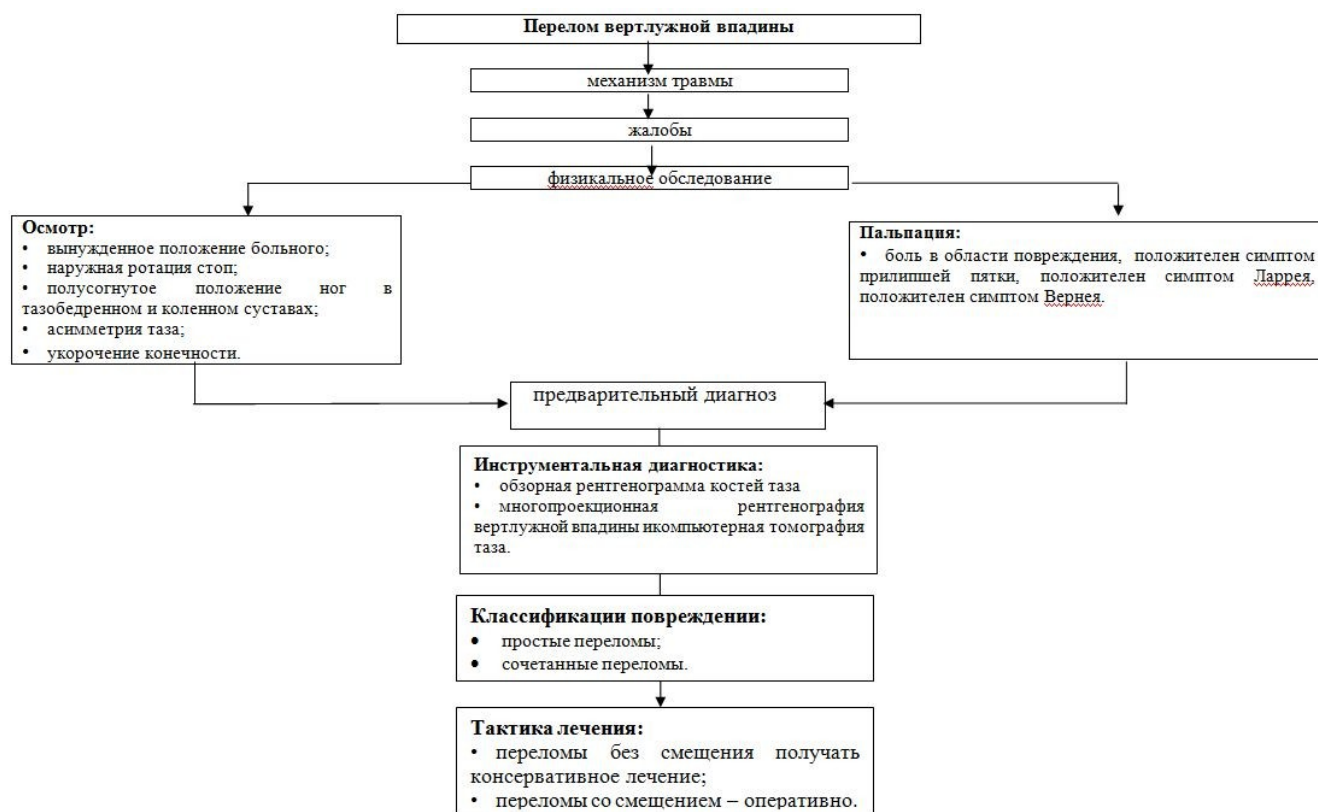 Перелом вертлужной впадины
механизм травмы
жалобы
физикальное обследование
Осмотр:
• вынужденное положение больного;
• наружная ротация стоп;
• полусогнутое положение ног в
тазобедренном и коленном суставах;
• асимметрия таза;
• укорочение конечности.
Пальпация:
• боль в области повреждения, положителен симптом
прилипшей пятки, положителен симптом Ларрея,
положителен симптом Вернея.
предварительный диагноз
Инструментальная диагностика:
• обзорная рентгенограмма костей таза
• многопроекционная рентгенография
вертлужной впадины икомпьютерная томография
таза.
Классификации повреждении:
• простые переломы;
• сочетанные переломы.
Тактика лечения:
• переломы без смещения получать
консервативное лечение;
• переломы со смещением – оперативно.